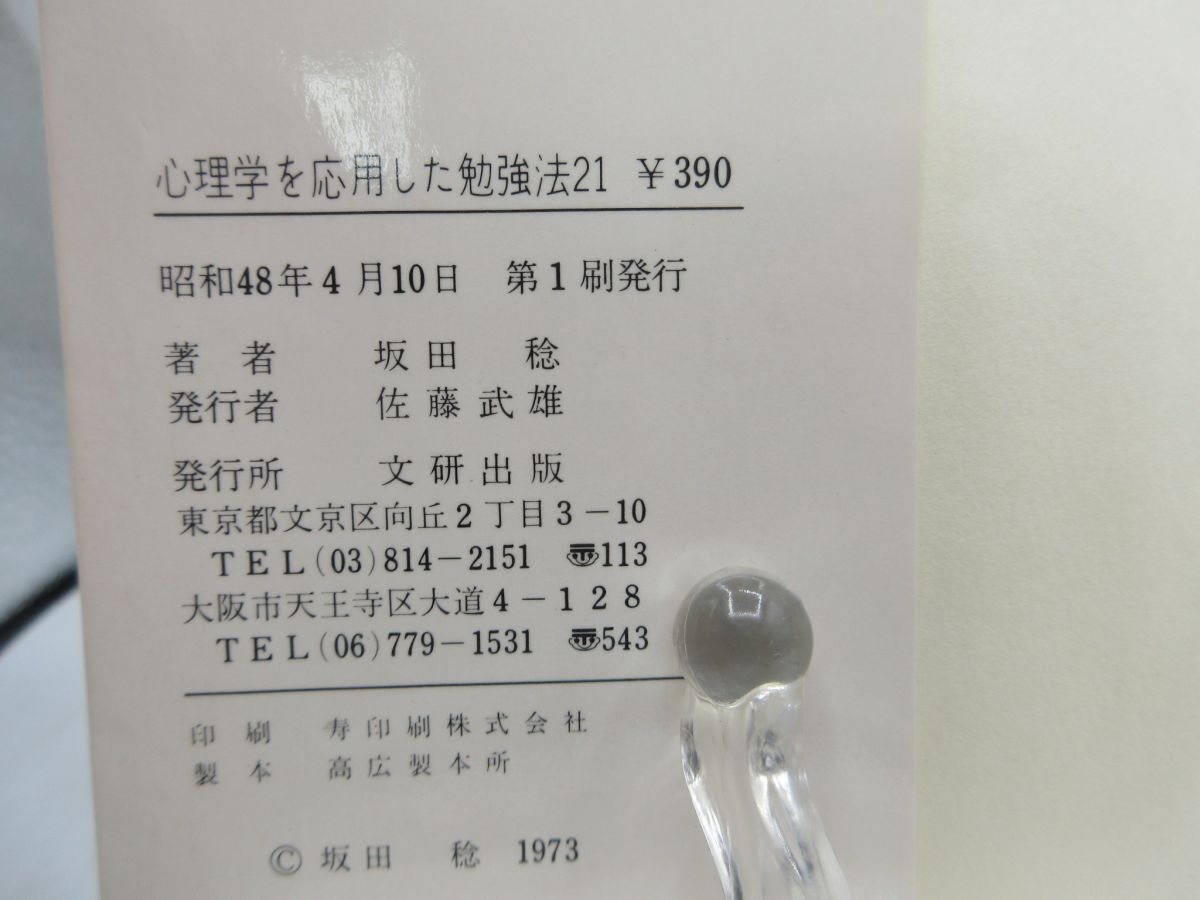 心理学を応用した勉強法21 ¥390
昭和48年4月10日 第1刷発行
著者 坂田 稔
発行者 佐藤武雄
発行所 文研出版
東京都文京区向丘2丁目3-10
TEL(03)814-2151 〠113
大阪市天王寺区大道4-128
TEL(06)779-1531 〠543
印刷 寿印刷株式会社
製本 高広製本所
© 坂田 稔 1973